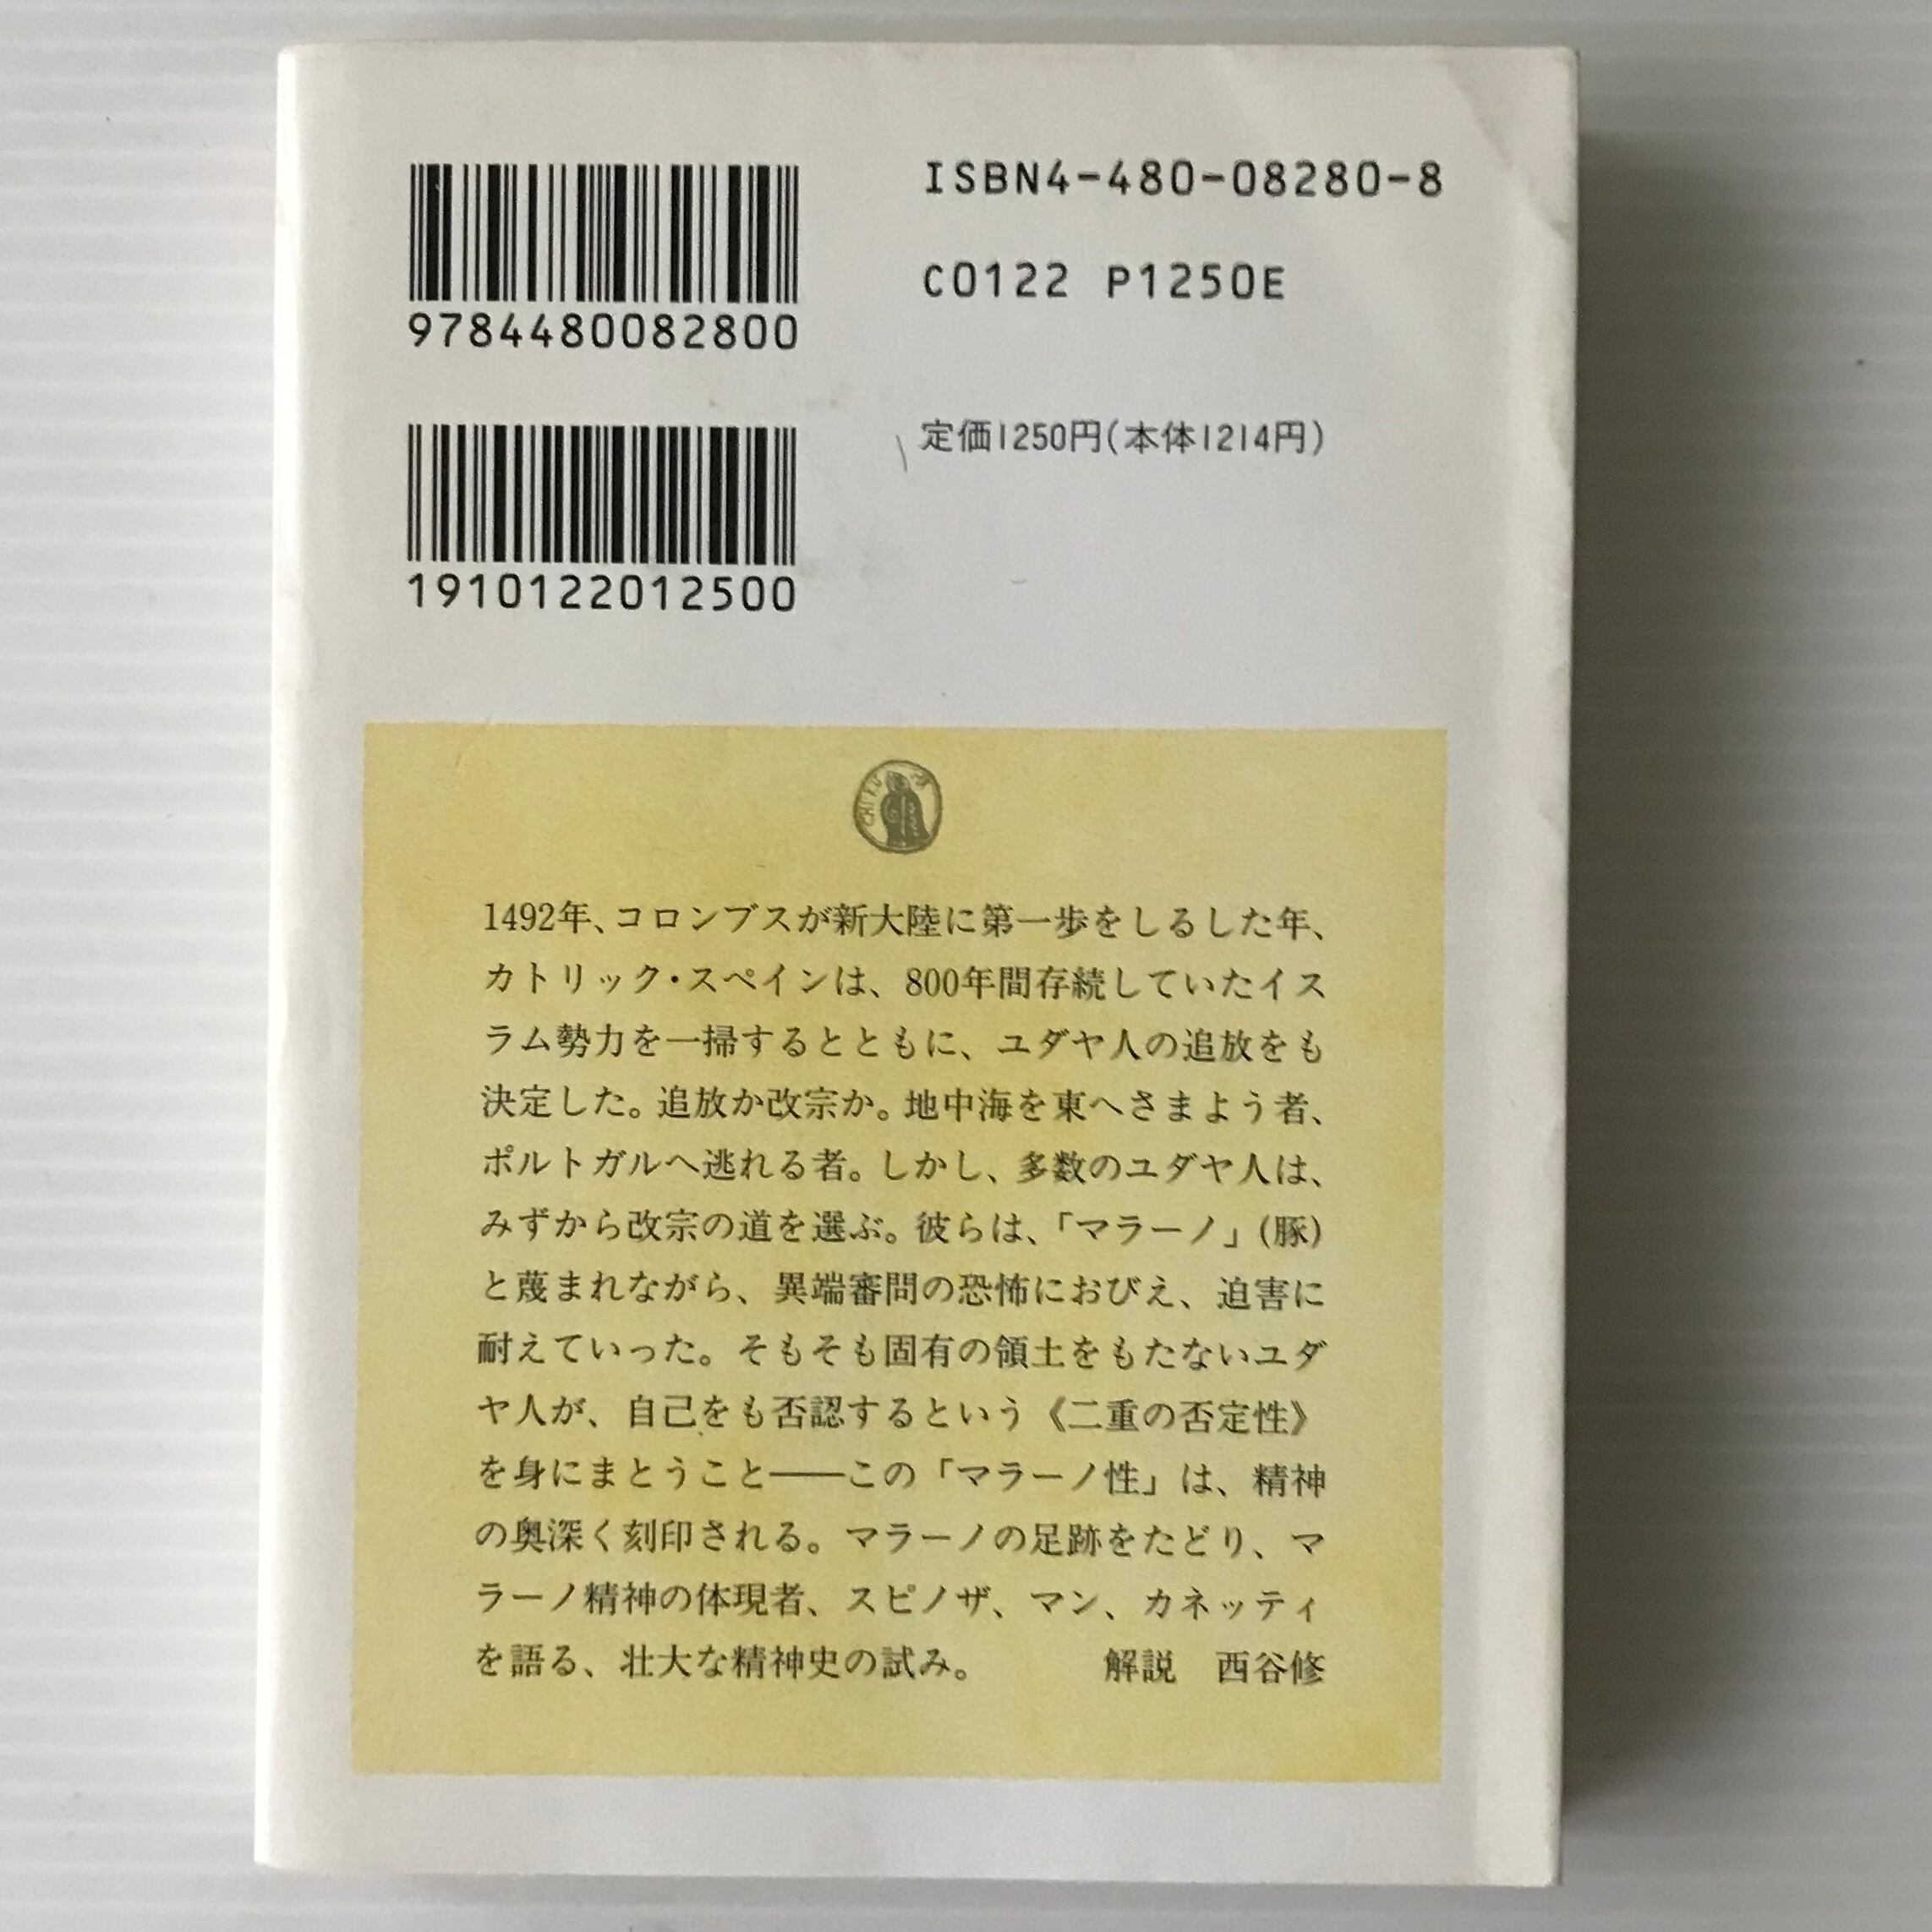 9784480082800
1910122012500
ISBN4-480-08280-8
C0122 P1250E
定価1250円(本体1214円)
1492年、コロンブスが新大陸に第一歩をしるした年、
カトリック・スペインは、800年間存続していたイス
ラム勢力を一掃するとともに、ユダヤ人の追放をも
決定した。追放か改宗か。地中海を東へさまよう者、
ポルトガルへ逃れる者。しかし、多数のユダヤ人は、
みずから改宗の道を選ぶ。彼らは、「マラーノ」(豚)
と蔑まれながら、異端審問の恐怖におびえ、迫害に
耐えていった。そもそも固有の領土をもたないユダ
ヤ人が、自己をも否認するという《二重の否定性》
を身にまとうこと——この「マラーノ性」は、精神
の奥深く刻印される。マラーノの足跡をたどり、マ
ラーノ精神の体現者、スピノザ、マン、カネッティ
を語る、壮大な精神史の試み。 解説 西谷修